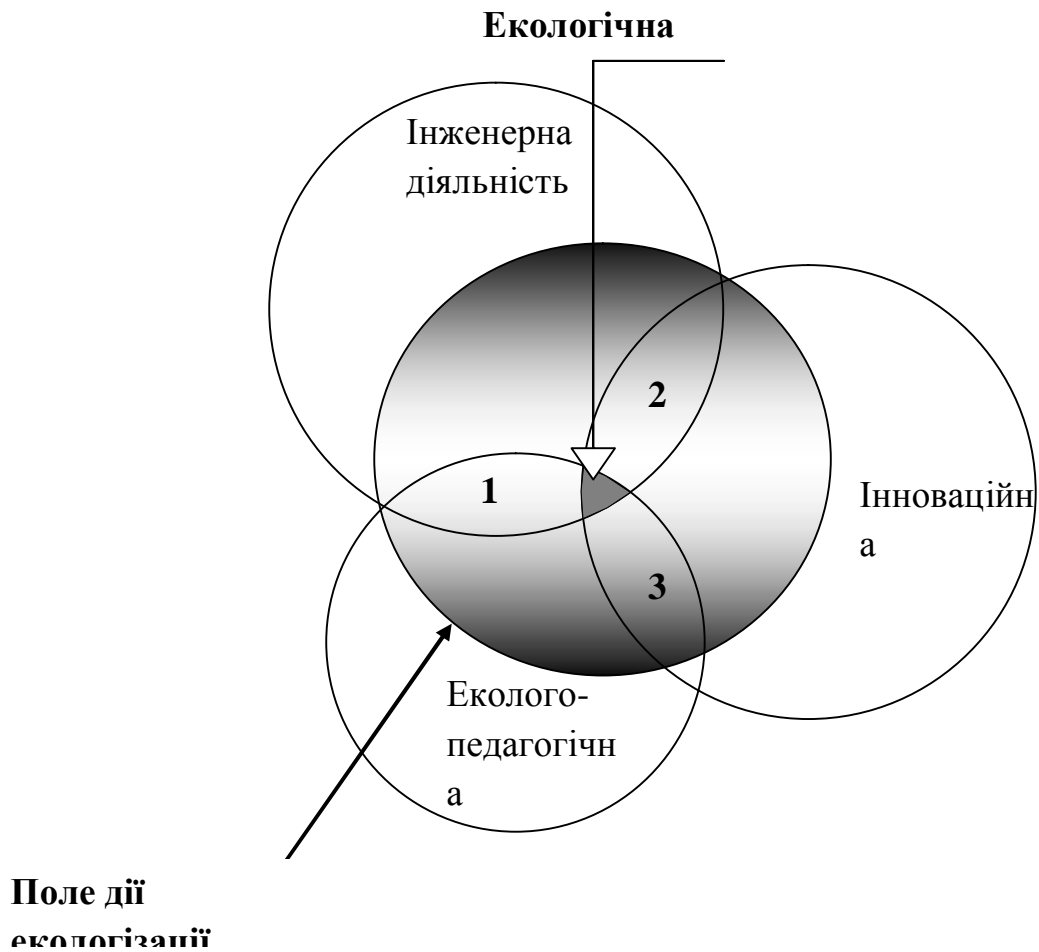 Екологічна
Інженерна
діяльність
2
1
Інноваційн
а
3
Еколого-
педагогічн
а
Поле дії
екологізації